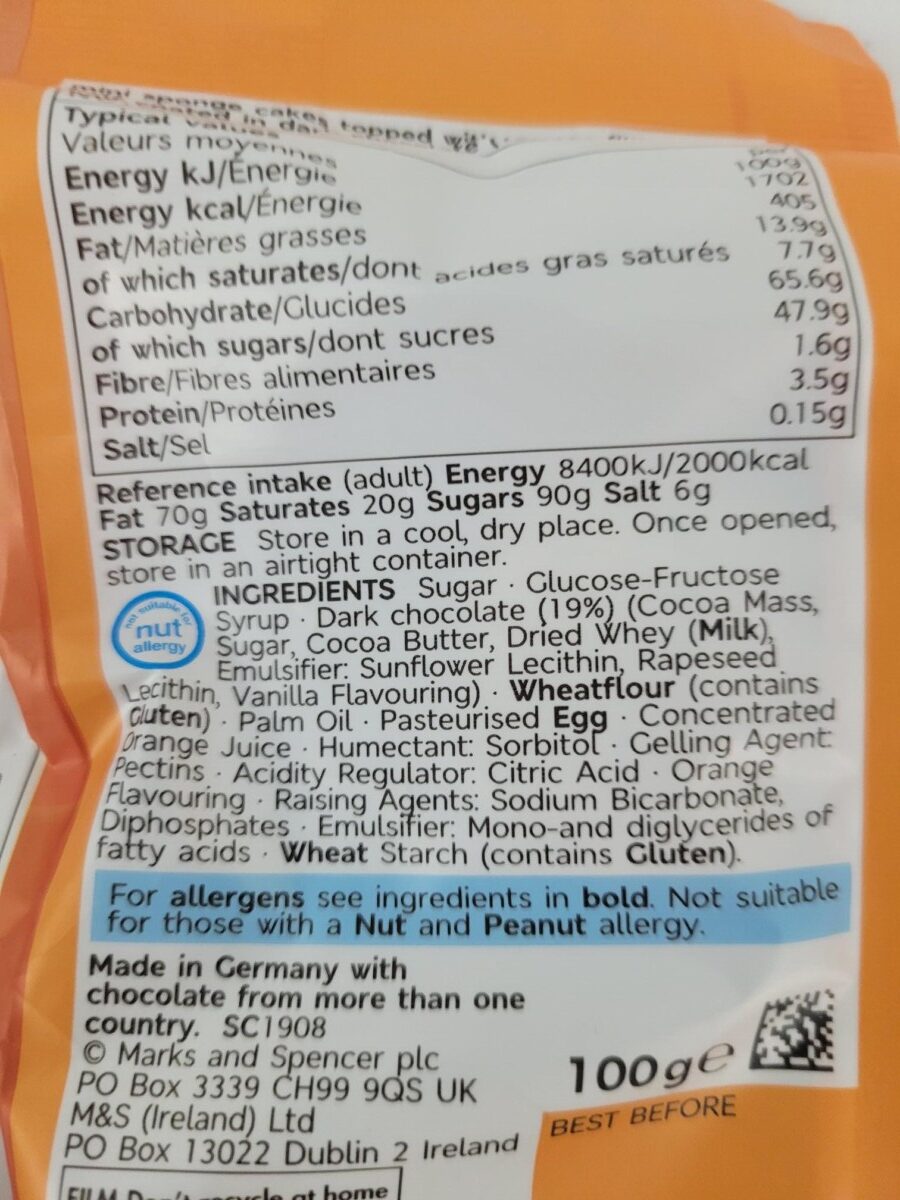 mini sponge cakes topped
Typical values
Valeurs moyennes
per
100g
Energy kJ/Énergie 1702
Energy kcal/Énergie 405
Fat/Matières grasses 13.9g
of which saturates/dont acides gras saturés 7.7g
Carbohydrate/Glucides 65.6g
of which sugars/dont sucres 47.9g
Fibre/Fibres alimentaires 1.6g
Protein/Protéines 3.5g
Salt/Sel 0.15g
Reference intake (adult) Energy 8400kJ/2000kcal
Fat 70g Saturates 20g Sugars 90g Salt 6g
STORAGE Store in a cool, dry place. Once opened,
store in an airtight container.
not suitable for
nut
allergy
INGREDIENTS Sugar · Glucose-Fructose
Syrup · Dark chocolate (19%) (Cocoa Mass,
Sugar, Cocoa Butter, Dried Whey (Milk),
Emulsifier: Sunflower Lecithin, Rapeseed
Lecithin, Vanilla Flavouring) · Wheatflour (contains
Gluten) · Palm Oil · Pasteurised Egg · Concentrated
Orange Juice · Humectant: Sorbitol · Gelling Agent:
Pectins · Acidity Regulator: Citric Acid · Orange
Flavouring · Raising Agents: Sodium Bicarbonate,
Diphosphates · Emulsifier: Mono-and diglycerides of
fatty acids · Wheat Starch (contains Gluten).
For allergens see ingredients in bold. Not suitable
for those with a Nut and Peanut allergy.
Made in Germany with
chocolate from more than one
country. SC1908
© Marks and Spencer plc
PO Box 3339 CH99 9QS UK
M&S (Ireland) Ltd
PO Box 13022 Dublin 2 Ireland
100g℮
BEST BEFORE
FILM Don't recycle at home